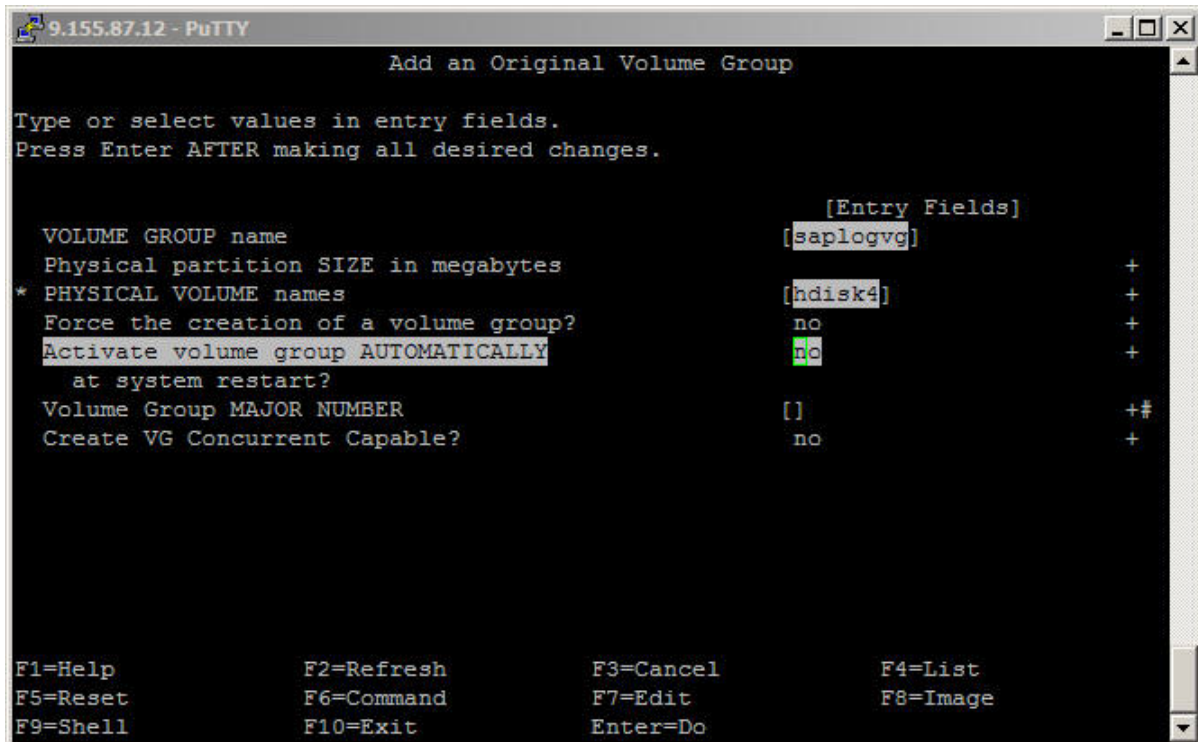 9.155.87.12 - PuTTY
Add an Original Volume Group
Type or select values in entry fields.
Press Enter AFTER making all desired changes.
[Entry Fields]
VOLUME GROUP name [saplogvg]
Physical partition SIZE in megabytes +
* PHYSICAL VOLUME names [hdisk4] +
Force the creation of a volume group? no +
Activate volume group AUTOMATICALLY no +
at system restart?
Volume Group MAJOR NUMBER [] +#
Create VG Concurrent Capable? no +
F1=Help F2=Refresh F3=Cancel F4=List
F5=Reset F6=Command F7=Edit F8=Image
F9=Shell F10=Exit Enter=Do